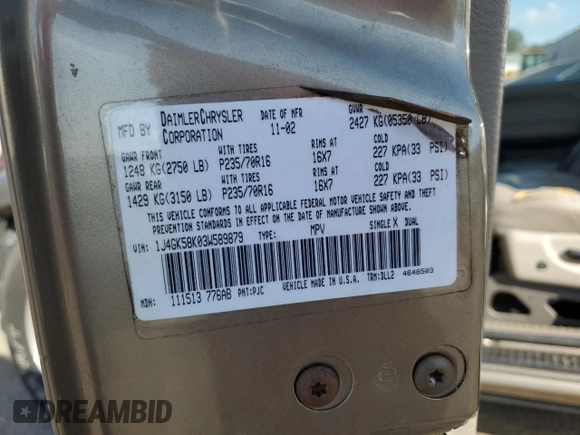 MFD BY DAIMLERCHRYSLER CORPORATION DATE OF MFR 11-02 GVWR 2427 KG(05350 LB)
GAWR FRONT WITH TIRES RIMS AT COLD
1248 KG(2750 LB) P235/70R16 16X7 227 KPA(33 PSI)
GAWR REAR WITH TIRES RIMS AT COLD
1429 KG(3150 LB) P235/70R16 16X7 227 KPA(33 PSI)
THIS VEHICLE CONFORMS TO ALL APPLICABLE FEDERAL MOTOR VEHICLE SAFETY AND THEFT
PREVENTION STANDARDS IN EFFECT ON THE DATE OF MANUFACTURE SHOWN ABOVE.
VIN: 1J4GK58K03W589879 TYPE: MPV SINGLE X DUAL
MDH: 111513 776AB PNT:PJC VEHICLE MADE IN U.S.A. TRM:DLL2 4648503
DREAMBID